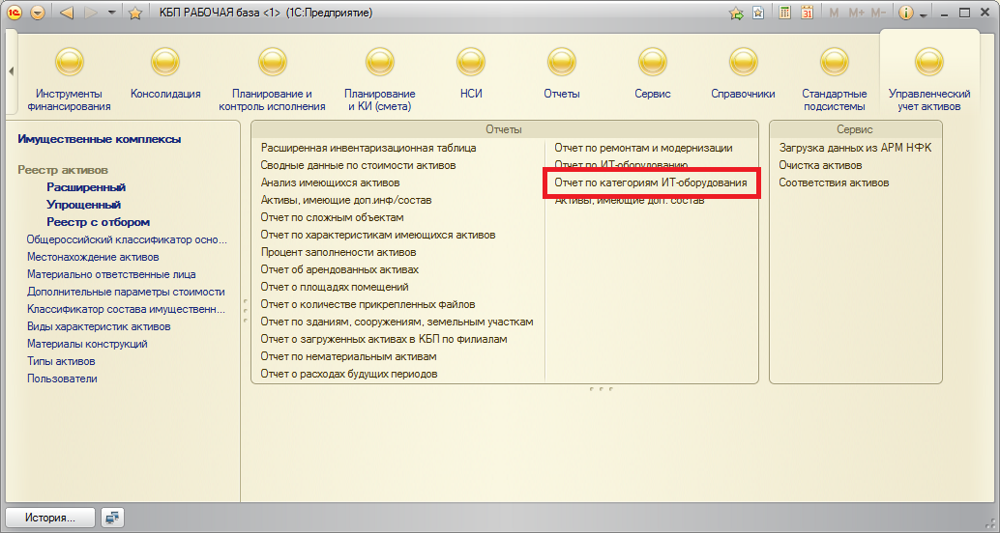 КБП РАБОЧАЯ база <1> (1С:Предприятие)
31
M M+ M-
Инструменты финансирования
Консолидация
Планирование и контроль исполнения
Планирование и КИ (смета)
НСИ
Отчеты
Сервис
Справочники
Стандартные подсистемы
Управленческий учет активов
Имущественные комплексы
Реестр активов
Расширенный
Упрощенный
Реестр с отбором
Общероссийский классификатор осно...
Местонахождение активов
Материально ответственные лица
Дополнительные параметры стоимости
Классификатор состава имущественн...
Виды характеристик активов
Материалы конструкций
Типы активов
Пользователи
Отчеты
Расширенная инвентаризационная таблица
Сводные данные по стоимости активов
Анализ имеющихся активов
Активы, имеющие доп.инф/состав
Отчет по сложным объектам
Отчет по характеристикам имеющихся активов
Процент заполнености активов
Отчет об арендованных активах
Отчет о площадях помещений
Отчет о количестве прикрепленных файлов
Отчет по зданиям, сооружениям, земельным участкам
Отчет о загруженных активах в КБП по филиалам
Отчет по нематериальным активам
Отчет о расходах будущих периодов
Отчет по ремонтам и модернизации
Отчет по ИТ-оборудованию
Отчет по категориям ИТ-оборудования
Активы, имеющие доп. состав
Сервис
Загрузка данных из АРМ НФК
Очистка активов
Соответствия активов
История...